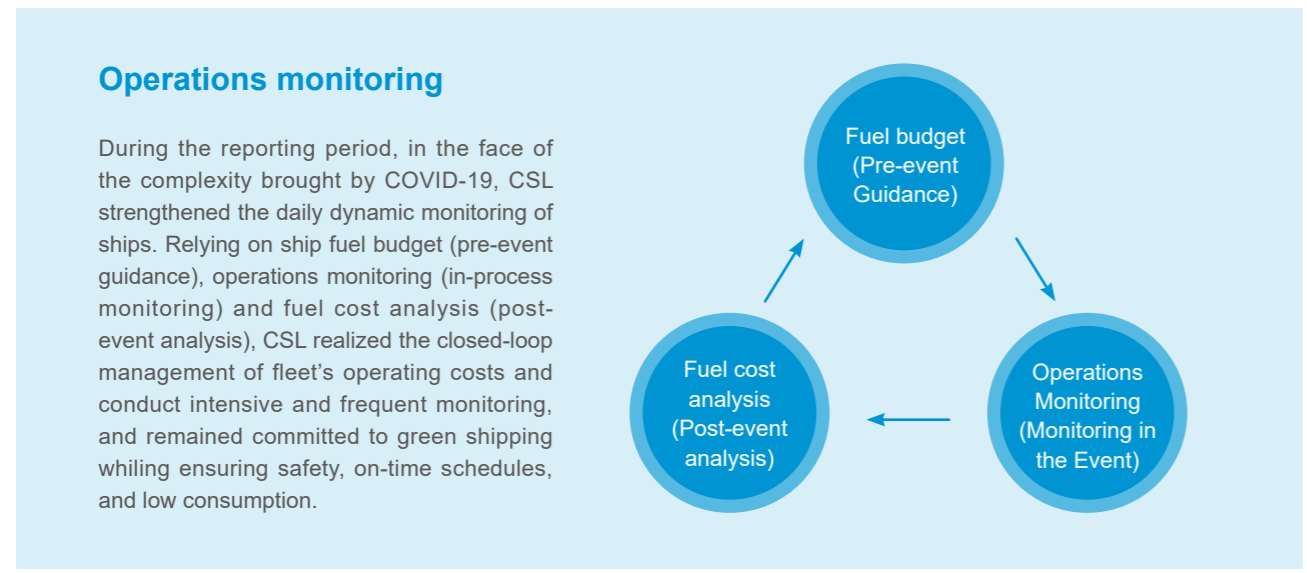 Operations monitoring
During the reporting period, in the face of
the complexity brought by COVID-19, CSL
strengthened the daily dynamic monitoring of
ships. Relying on ship fuel budget (pre-event
guidance), operations monitoring (in-process
monitoring) and fuel cost analysis (post-
event analysis), CSL realized the closed-loop
management of fleet's operating costs and
conduct intensive and frequent monitoring,
and remained committed to green shipping
whiling ensuring safety, on-time schedules,
and low consumption.
Fuel budget
(Pre-event
Guidance)
Operations
Monitoring
(Monitoring in
the Event)
Fuel cost
analysis
(Post-event
analysis)